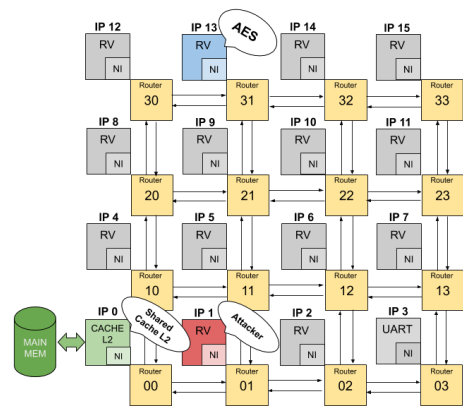 IP 12
IP 13
IP 14
IP 15
AES
RV
NI
RV
NI
RV
NI
RV
NI
Router
30
Router
31
Router
32
Router
33
IP 8
IP 9
IP 10
IP 11
RV
NI
RV
NI
RV
NI
RV
NI
Router
20
Router
21
Router
22
Router
23
IP 4
IP 5
IP 6
IP 7
RV
NI
RV
NI
RV
NI
RV
NI
Router
10
Router
11
Router
12
Router
13
IP 0
IP 1
IP 2
IP 3
MAIN
MEM
CACHE
L2
NI
Shared
Cache L2
RV
NI
Attacker
RV
NI
UART
NI
Router
00
Router
01
Router
02
Router
03